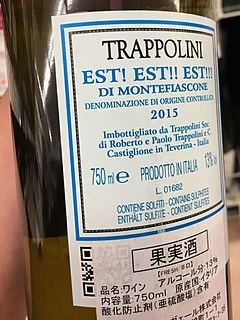 TRAPPOLINI
EST! EST!! EST!!!
DI MONTEFIASCONE
DENOMINAZIONE DI ORIGINE CONTROLLATA
2015
Imbottigliato da Trappolini Snc
di Roberto e Paolo Trappolini e C.
Castiglione in Teverina - Italia
750 ml e PRODOTTO IN ITALIA 13%
L. 01682
CONTIENE SOLFITI - CONTAINS SULPHITES
ENTHÄLT SULFITE - CONTIENT SULFITES
果実酒
品名:ワイン アルコール分:13%
内容量:750ml 原産国:イタリア
酸化防止剤(亜硫酸塩)含有